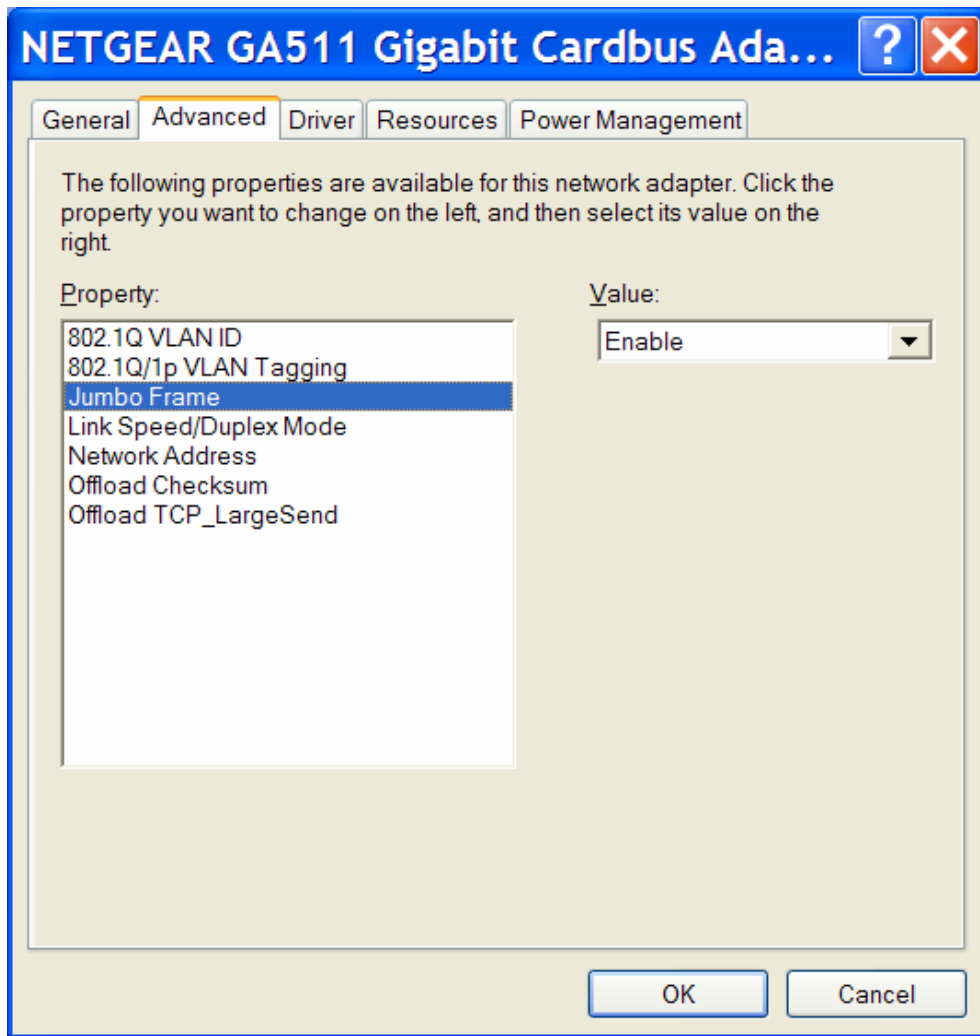 NETGEAR GA511 Gigabit Cardbus Ada...
General Advanced Driver Resources Power Management
The following properties are available for this network adapter. Click the
property you want to change on the left, and then select its value on the
right.
Property:
Value:
802.1Q VLAN ID
802.1Q/1p VLAN Tagging
Jumbo Frame
Link Speed/Duplex Mode
Network Address
Offload Checksum
Offload TCP_LargeSend
Enable
OK
Cancel